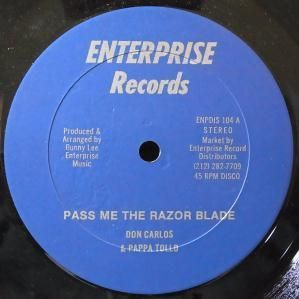 ENTERPRISE
Records
Produced &
Arranged by
Bunny Lee
Enterprise
Music
ENPDIS 104 A
STEREO
Market by
Enterprise Record
Distributors
(212) 282-7709
45 RPM DISCO
PASS ME THE RAZOR BLADE
DON CARLOS
& PAPPA TOLLO